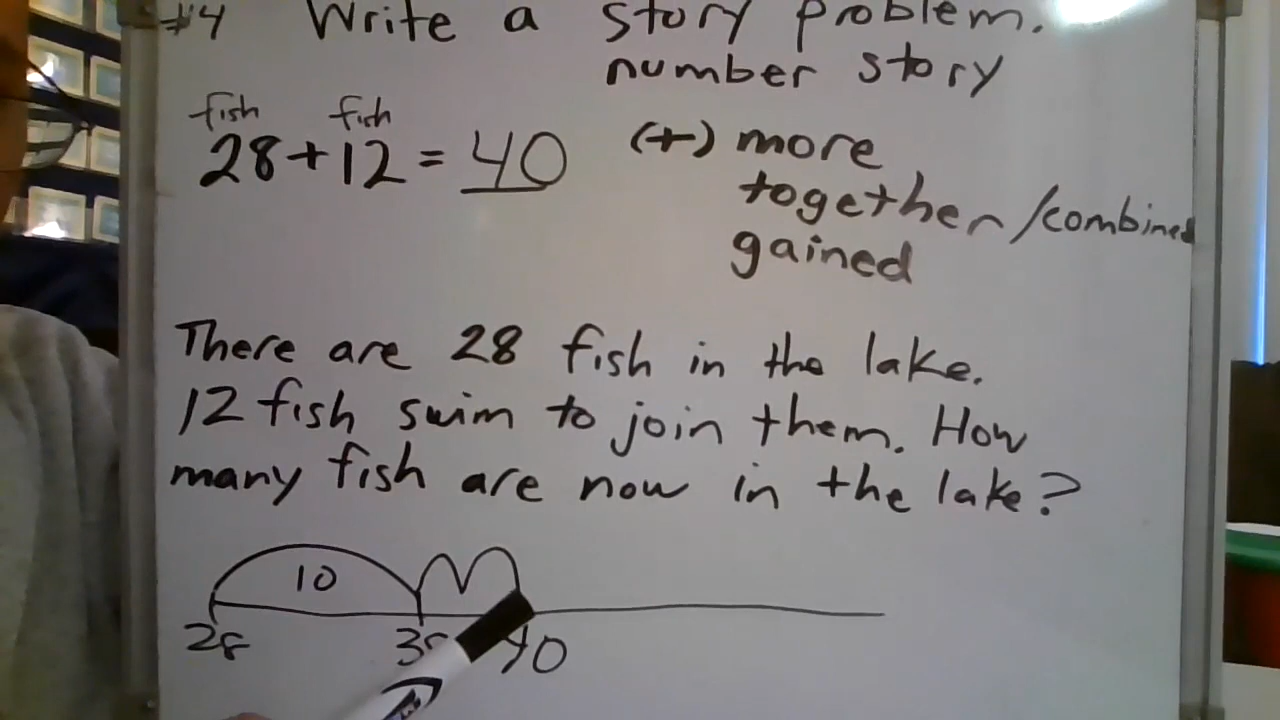 #4 Write a story problem.
number story
fish fish
28+12=40 (+) more
together/combined
gained
There are 28 fish in the lake.
12 fish swim to join them. How
many fish are now in the lake?
10
28 40